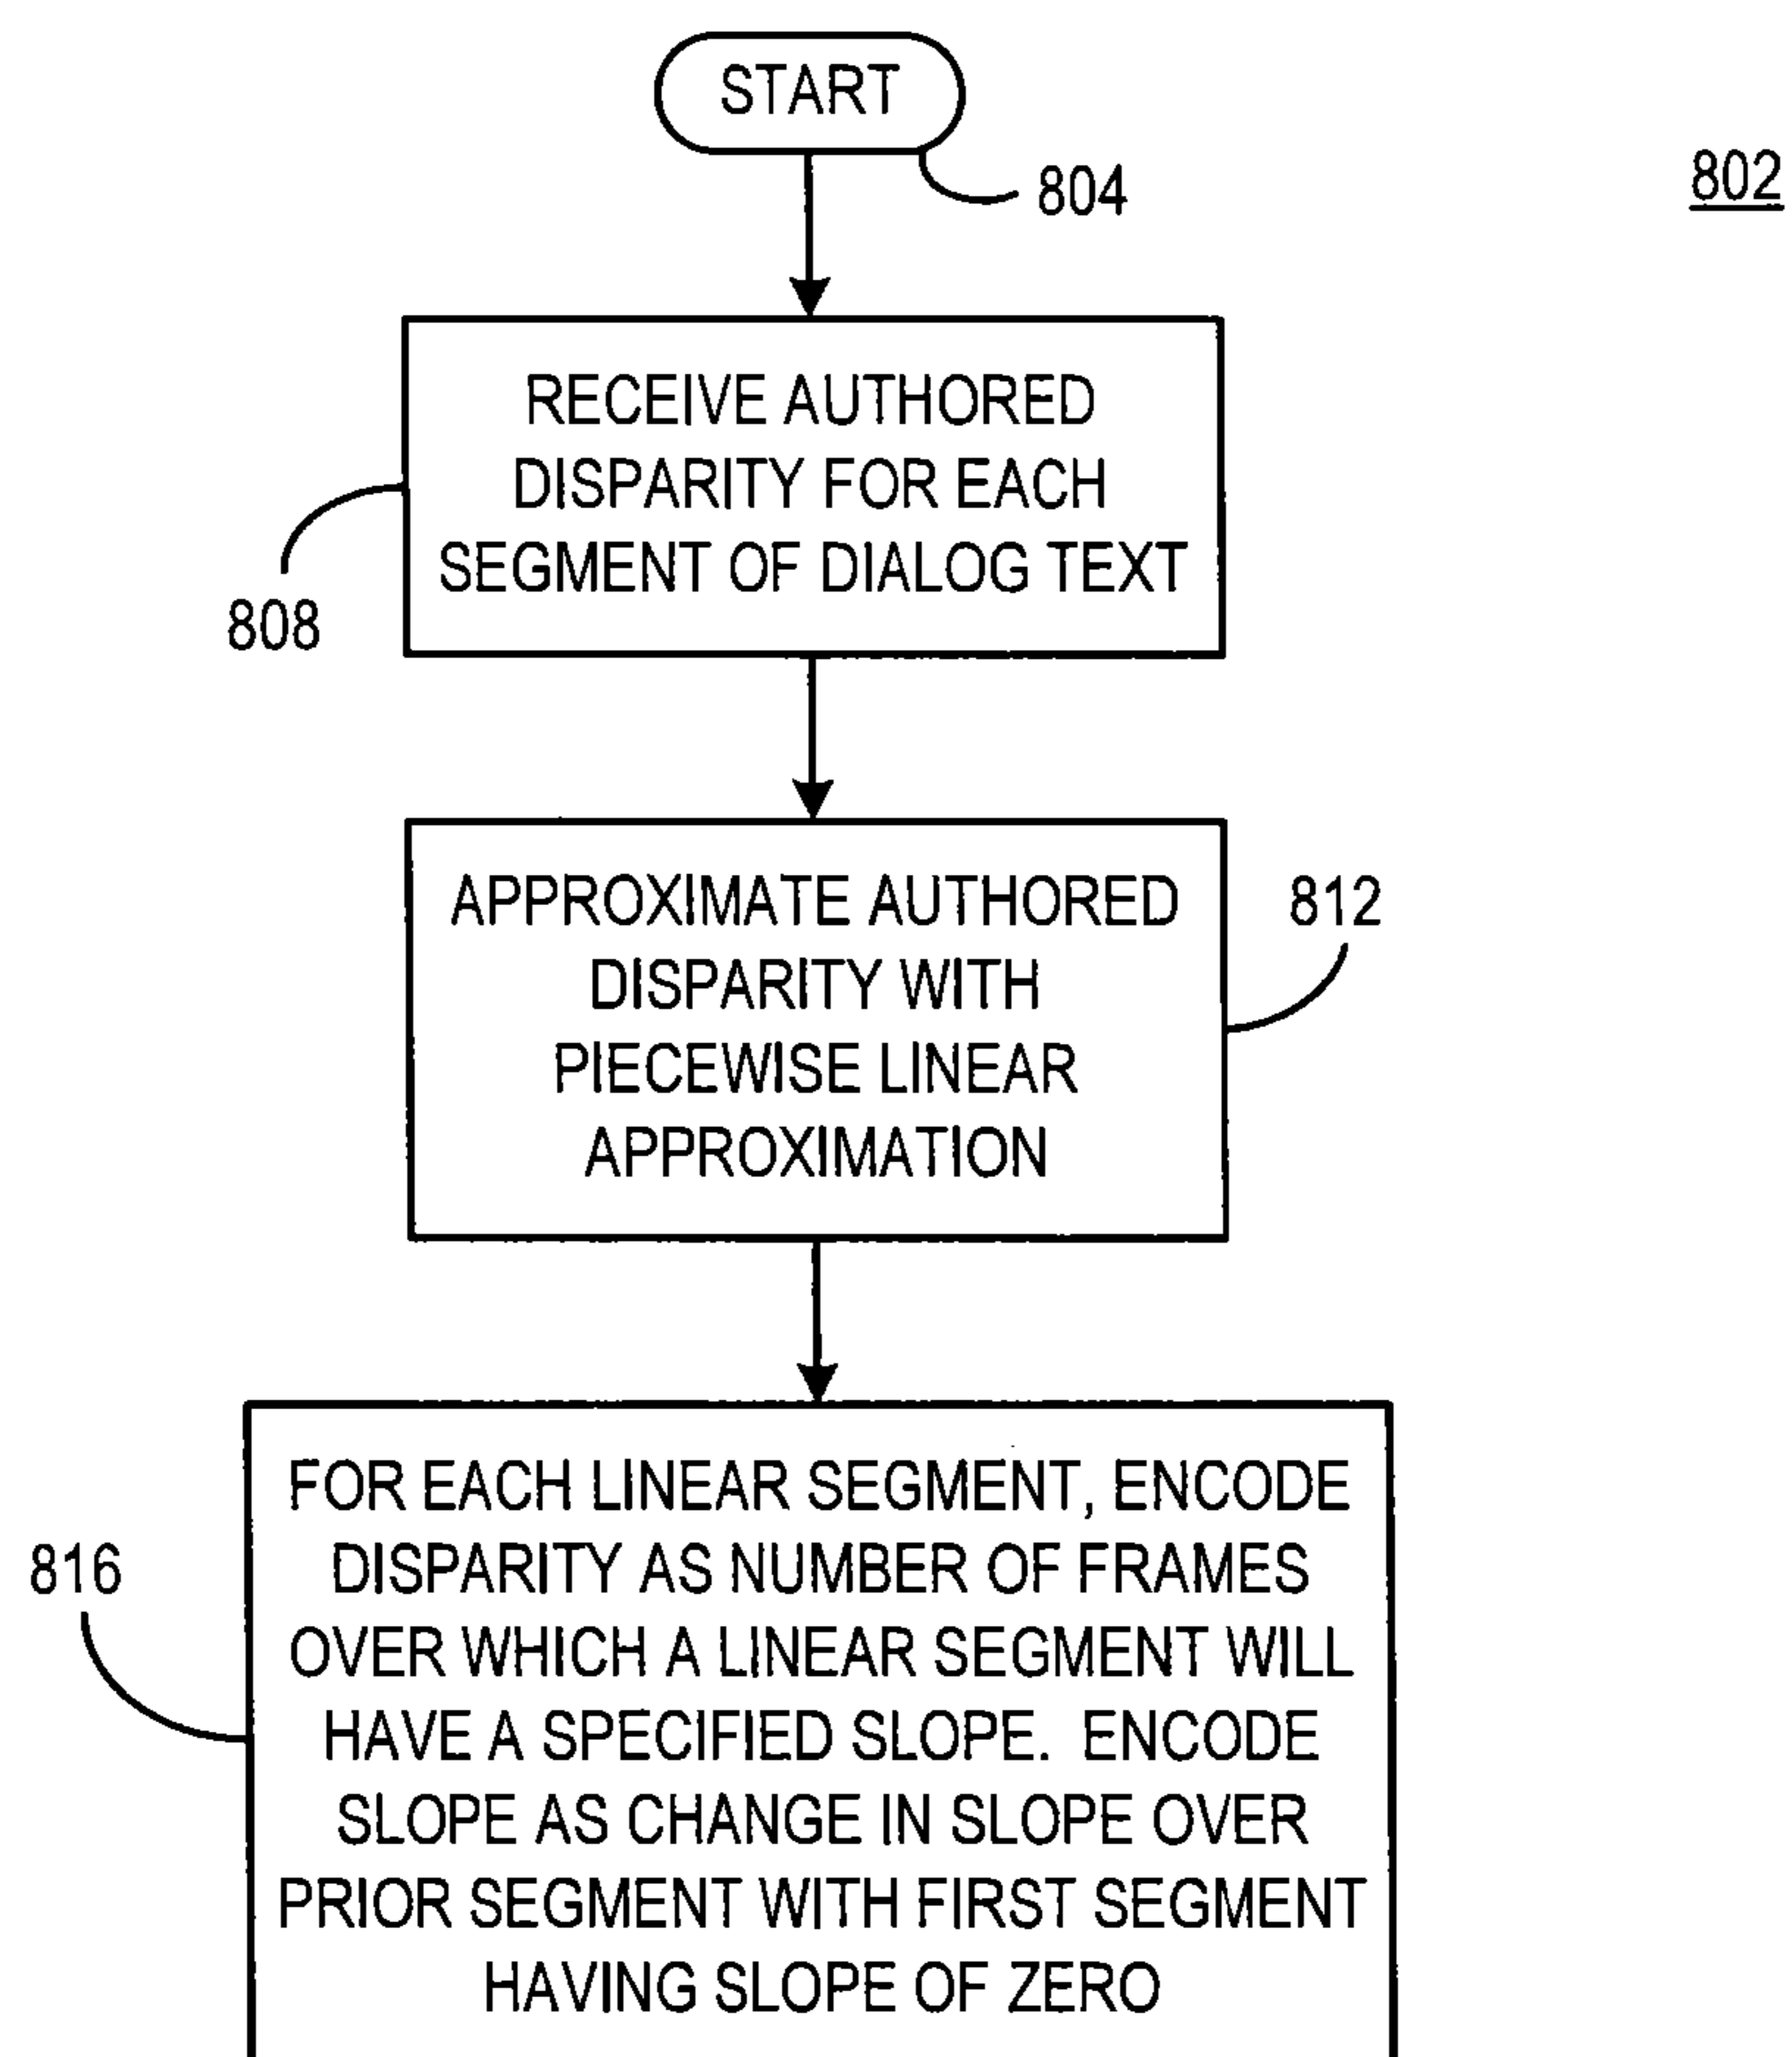 START
804
802
RECEIVE AUTHORED
DISPARITY FOR EACH
SEGMENT OF DIALOG TEXT
808
APPROXIMATE AUTHORED
DISPARITY WITH
PIECEWISE LINEAR
APPROXIMATION
812
FOR EACH LINEAR SEGMENT, ENCODE
DISPARITY AS NUMBER OF FRAMES
OVER WHICH A LINEAR SEGMENT WILL
HAVE A SPECIFIED SLOPE. ENCODE
SLOPE AS CHANGE IN SLOPE OVER
PRIOR SEGMENT WITH FIRST SEGMENT
HAVING SLOPE OF ZERO
816